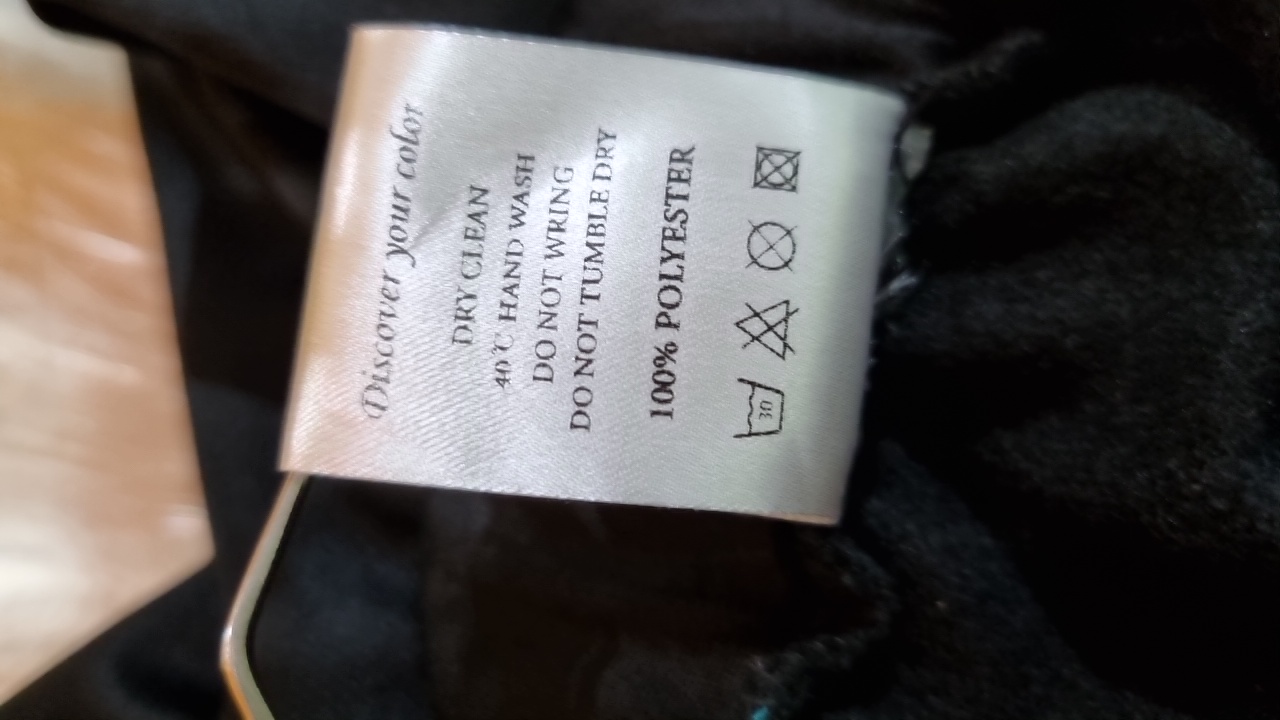 Discover your color
DRY CLEAN
40°C HAND WASH
DO NOT WRING
DO NOT TUMBLE DRY
100% POLYESTER
30